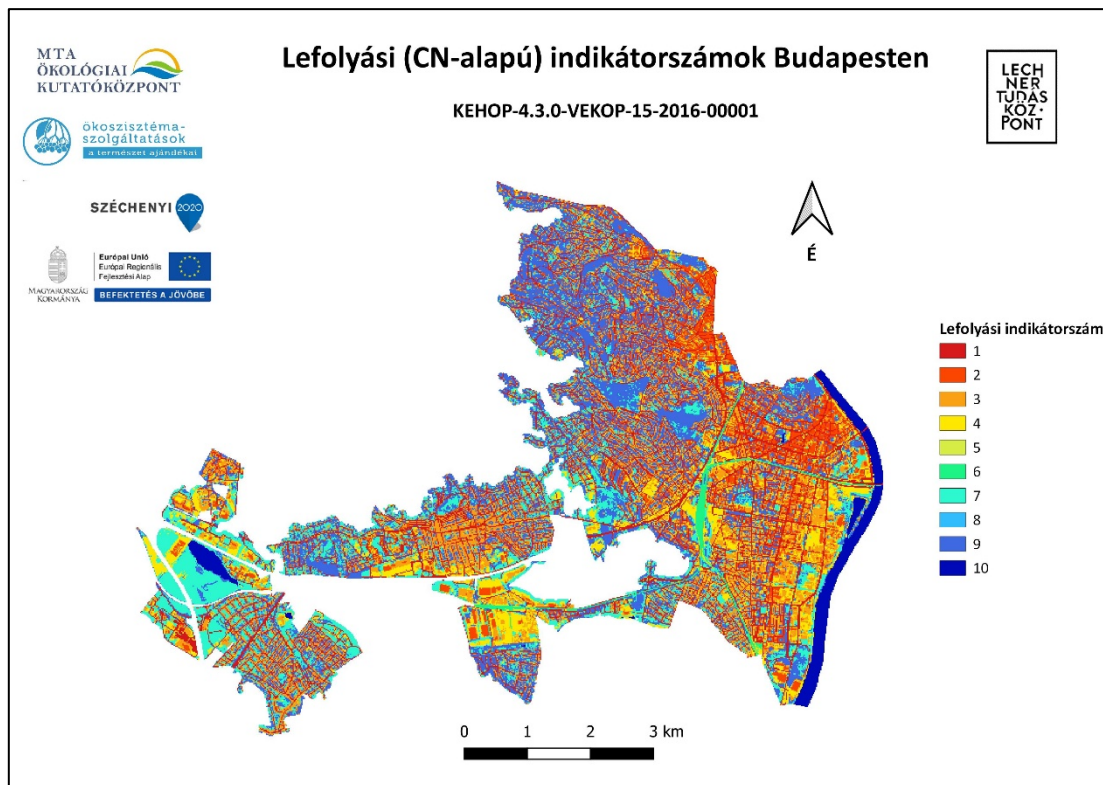 MTA
ÖKOLÓGIAI
KUTATÓKÖZPONT
ökoszisztéma-
szolgáltatások
a természet ajándékai
SZÉCHENYI 2020
MAGYARORSZÁG
KORMÁNYA
Európai Unió
Európai Regionális
Fejlesztési Alap
BEFEKTETÉS A JÖVŐBE
Lefolyási (CN-alapú) indikátorszámok Budapesten
KEHOP-4.3.0-VEKOP-15-2016-00001
LECH
NER
TUDÁS
KÖZ·
PONT
É
Lefolyási indikátorszám
1
2
3
4
5
6
7
8
9
10
0 1 2 3 km